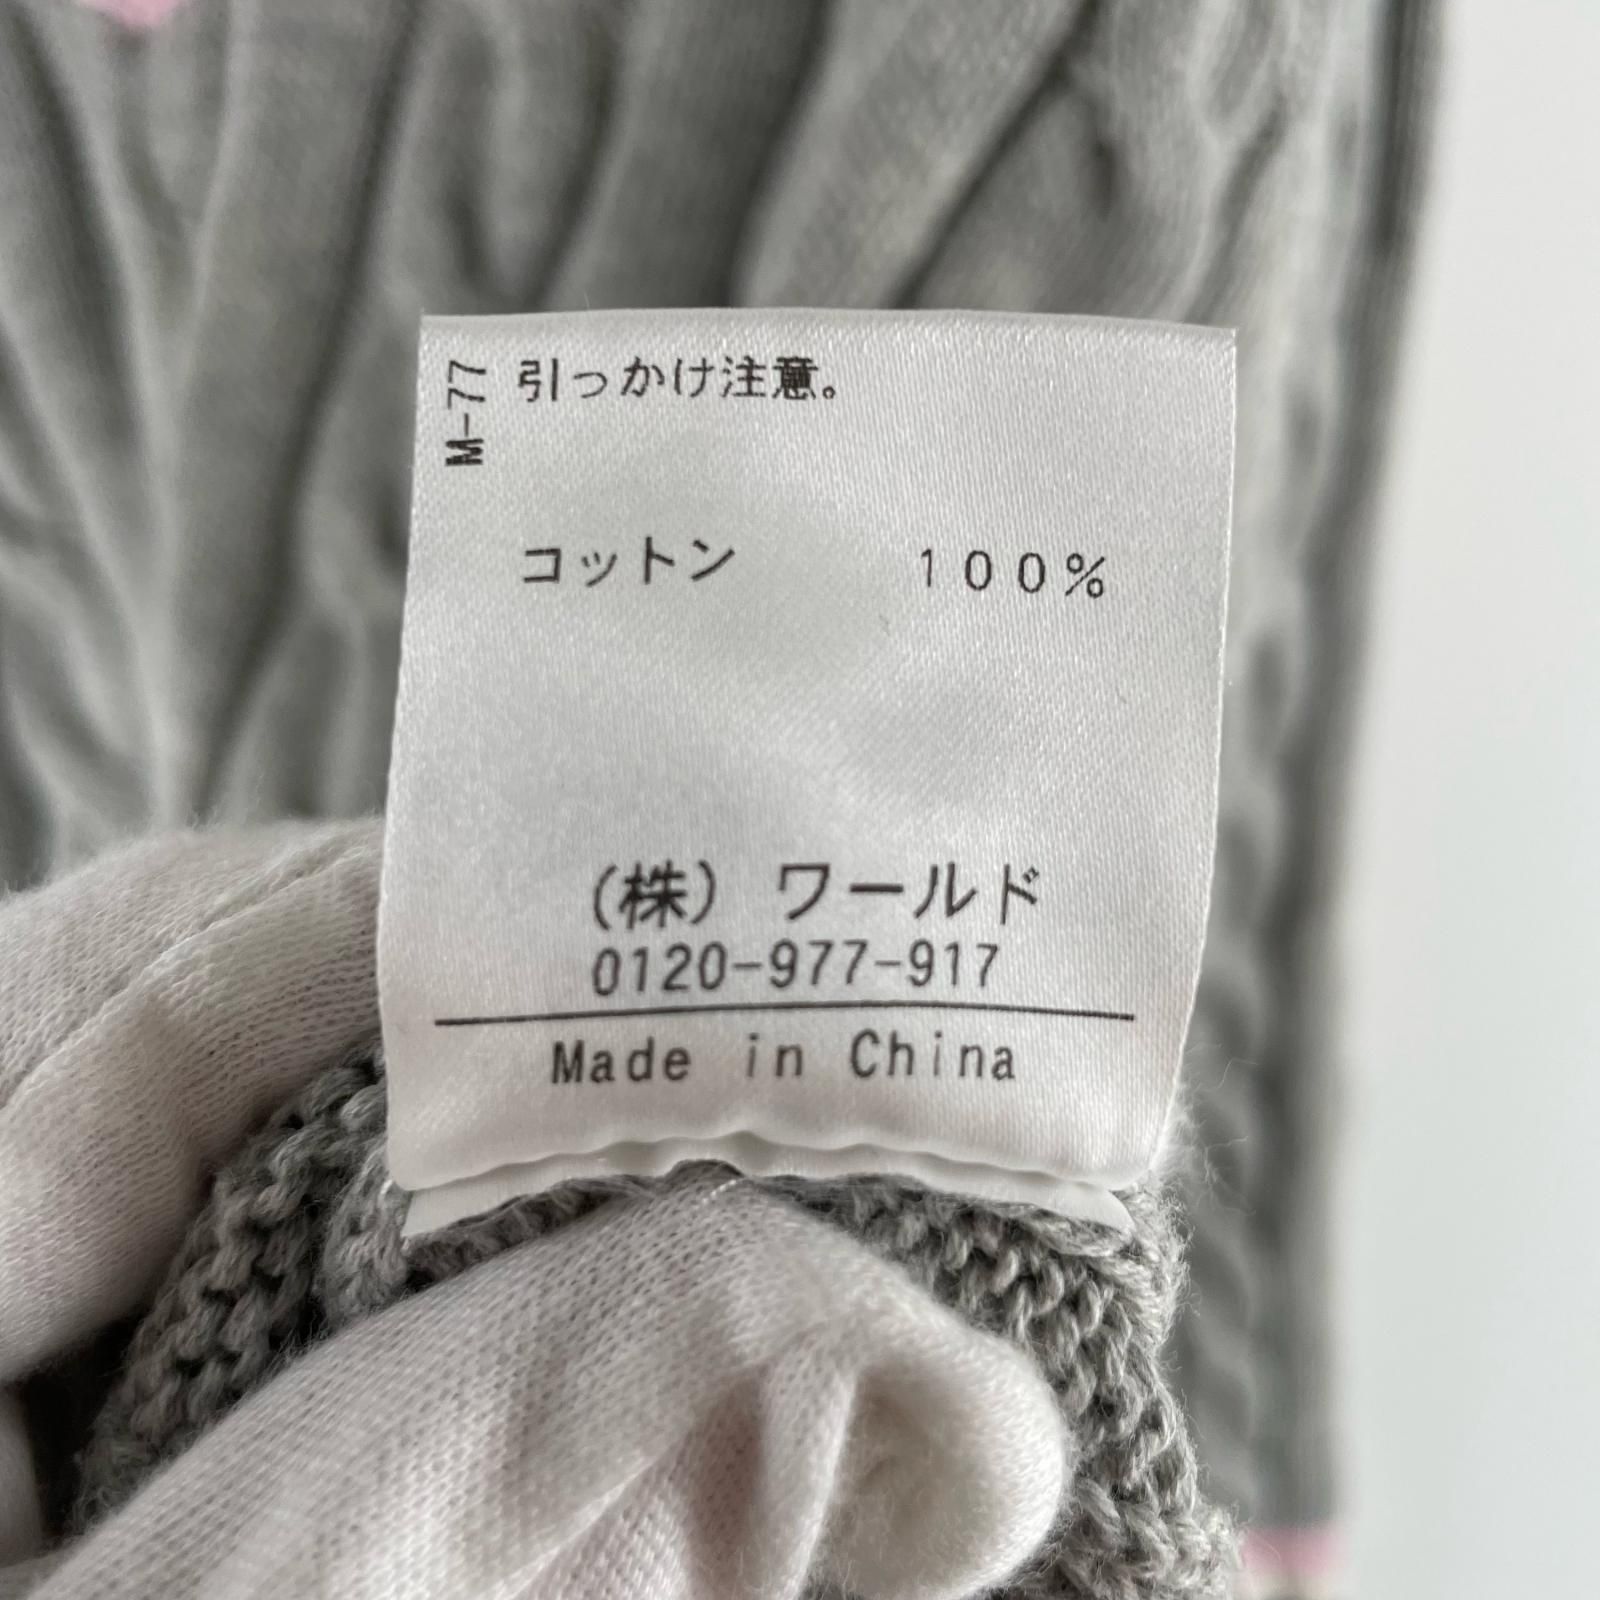 M-77
引っかけ注意。
コットン 100%
(株) ワールド
0120-977-917
Made in China